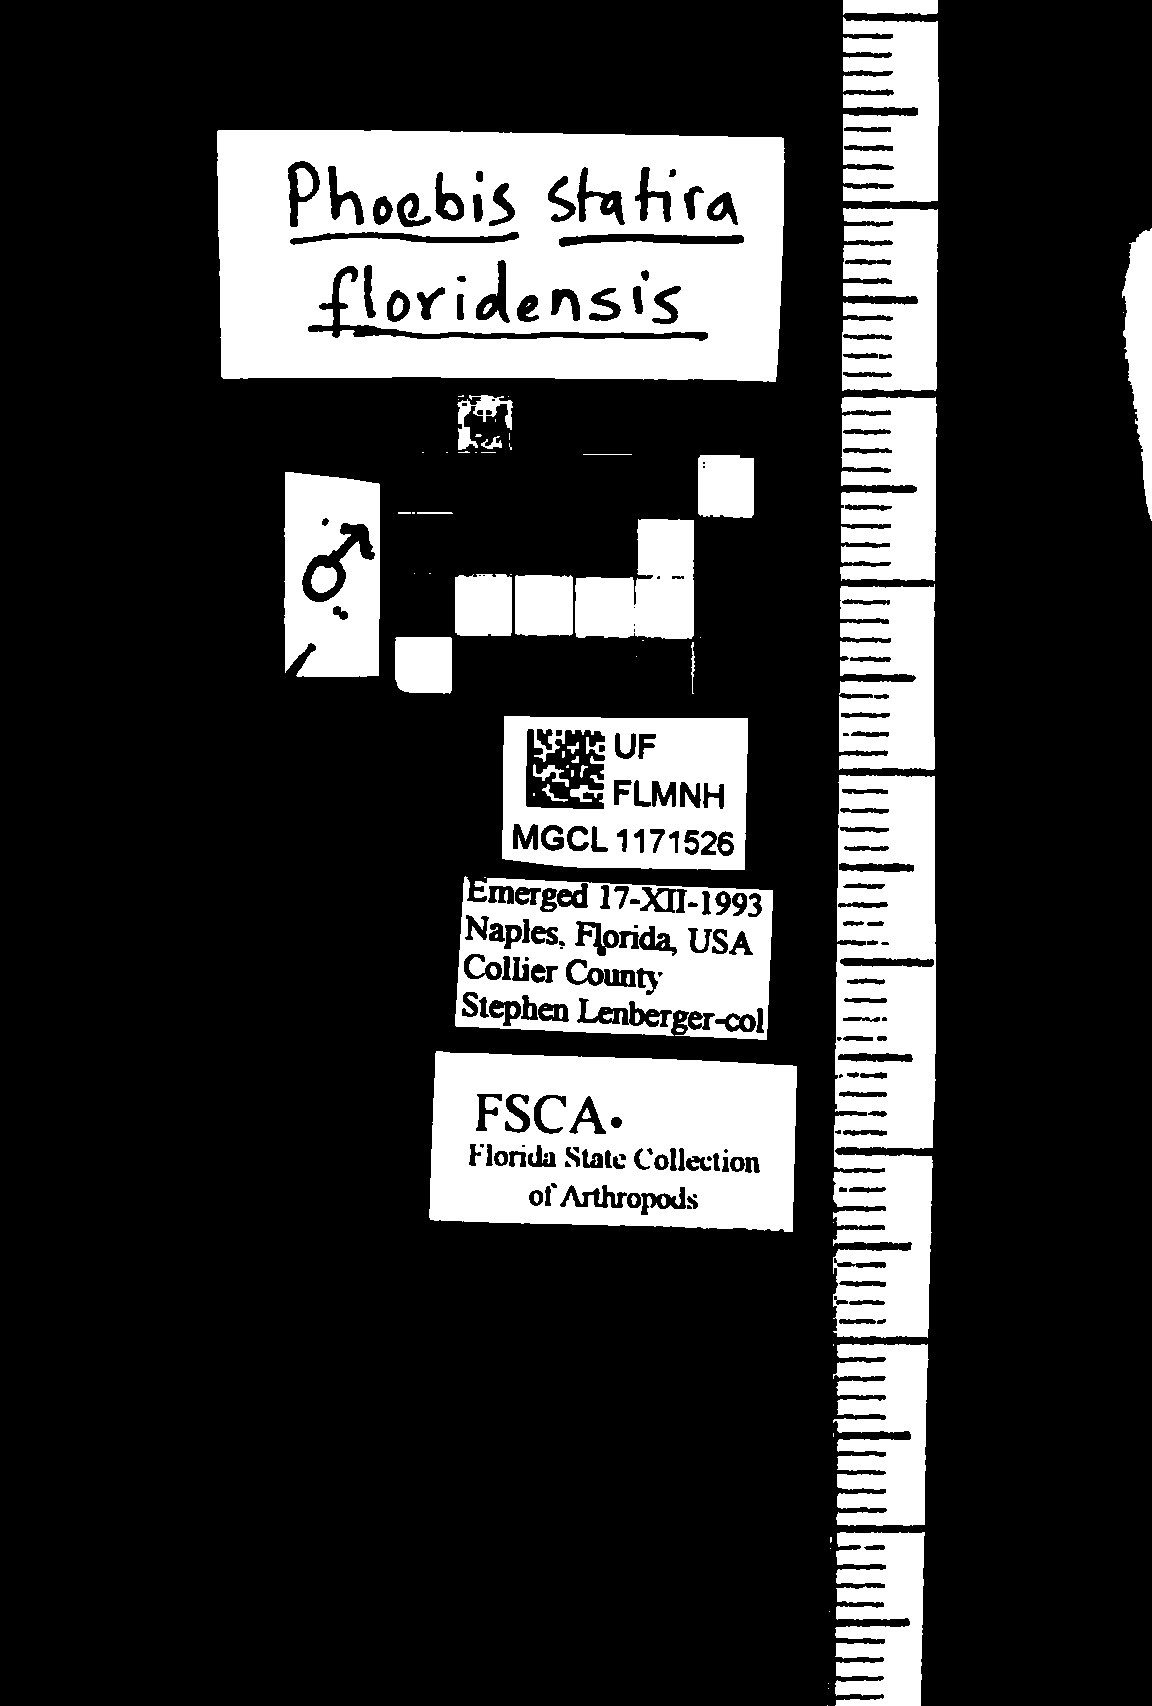 Phoebis statira
floridensis
♂
UF
FLMNH
MGCL 1171526
Emerged 17-XII-1993
Naples, Florida, USA
Collier County
Stephen Lenberger-col
FSCA•
Florida State Collection
of Arthropods